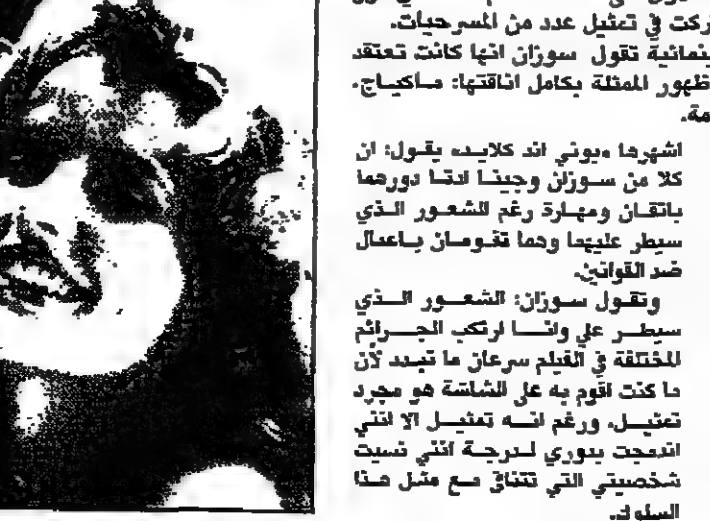 ركت في تمثيل عدد من المسرحيات.
ينمائية تقول سوزان انها كانت تعتقد
ظهور الممثلة بكامل اناقتها: ماكياج.
مة.
اشهرها «بوني اند كلايد» يقول: ان
كلا من سوزان وجينا ادتا دورهما
باتقان ومهارة رغم الشعور الذي
سيطر عليهما وهما تقومان باعمال
ضد القوانين.
وتقول سوزان: الشعور الذي
سيطر علي وانا ارتكب الجرائم
المختلفة في الفيلم سرعان ما تبدد لأن
ما كنت اقوم به على الشاشة هو مجرد
تمثيل. ورغم انه تمثيل الا انني
اندمجت بدوري لدرجة انني نسيت
شخصيتي التي تتنافى مع مثل هذا
السلوك.